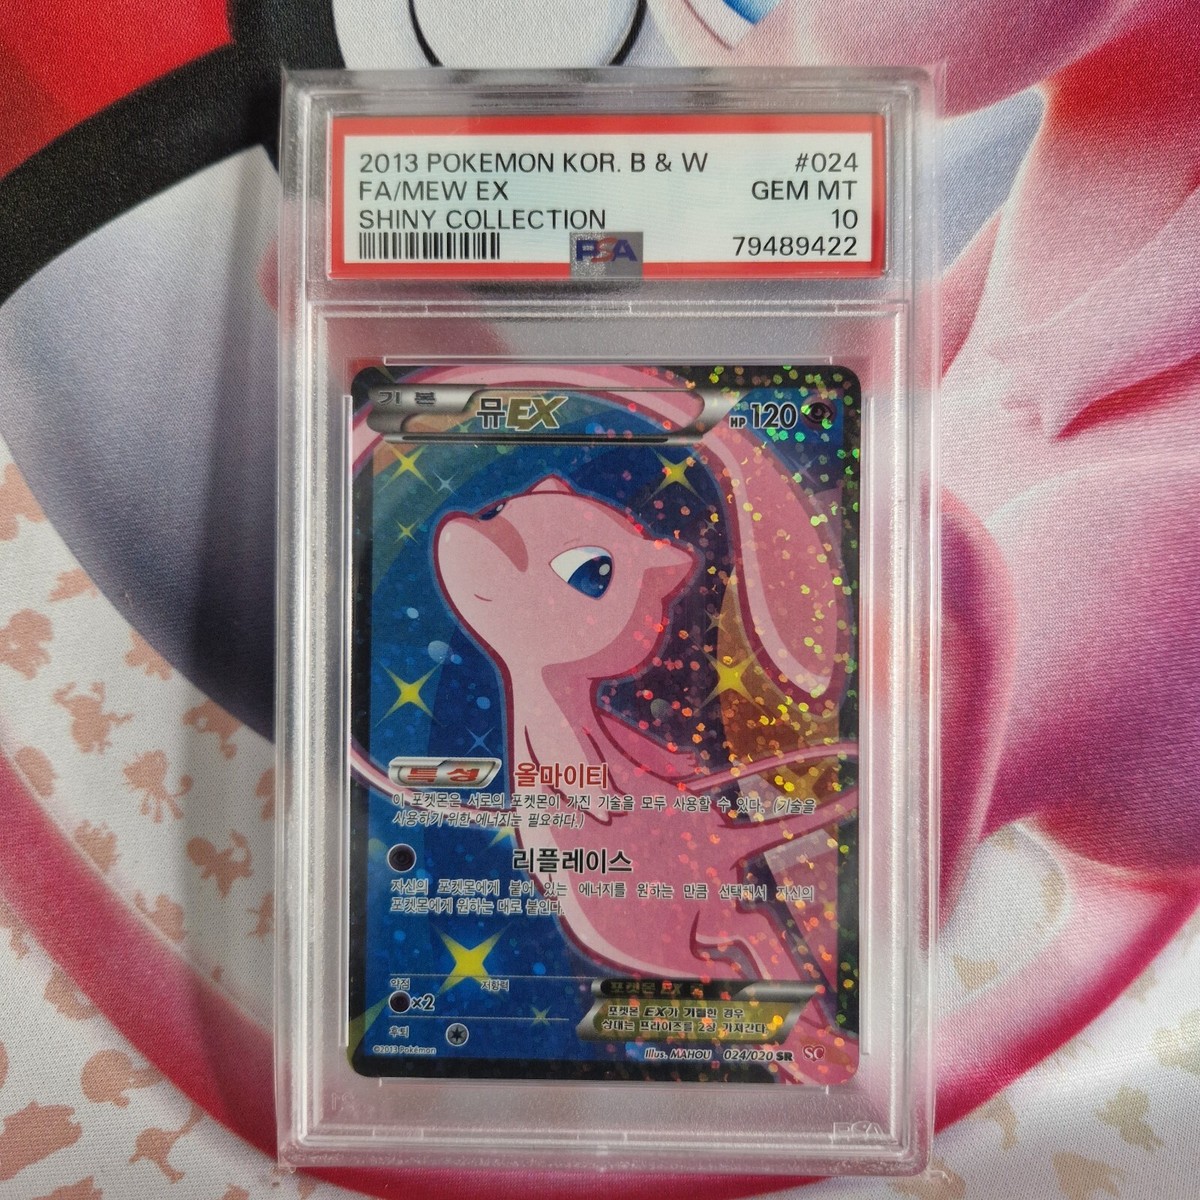 2013 POKEMON KOR. B & W #024
FA/MEW EX GEM MT
SHINY COLLECTION 10
PSA 79489422
기본 뮤EX HP120
특성 올마이티
이 포켓몬은 서로의 포켓몬이 가진 기술을 모두 사용할 수 있다. (기술을
사용하기 위한 에너지는 필요하다.)
리플레이스
자신의 포켓몬에게 붙어 있는 에너지를 원하는 만큼 선택해서 자신의
포켓몬에게 원하는 대로 붙인다.
약점 저항력
×2
후퇴
포켓몬 EX 룰
포켓몬 EX가 기절한 경우
상대는 프라이즈를 2장 가져간다.
©2013 Pokémon
Illus. MAHOU 024/020 SR SC
PSA